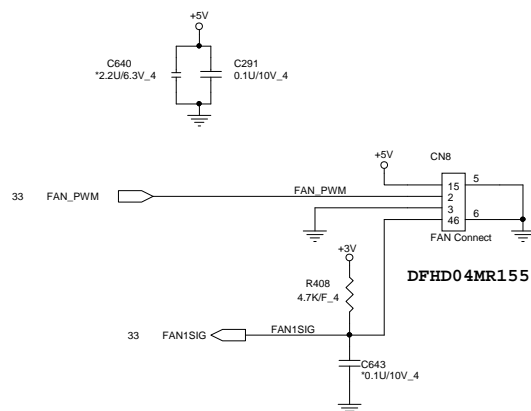 +5V
C640
*2.2U/6.3V_4
C291
0.1U/10V_4
+5V
CN8
33 FAN_PWM
FAN_PWM
15
2
3
46
5
6
FAN Connect
DFHD04MR155
+3V
R408
4.7K/F_4
33 FAN1SIG
FAN1SIG
C643
*0.1U/10V_4